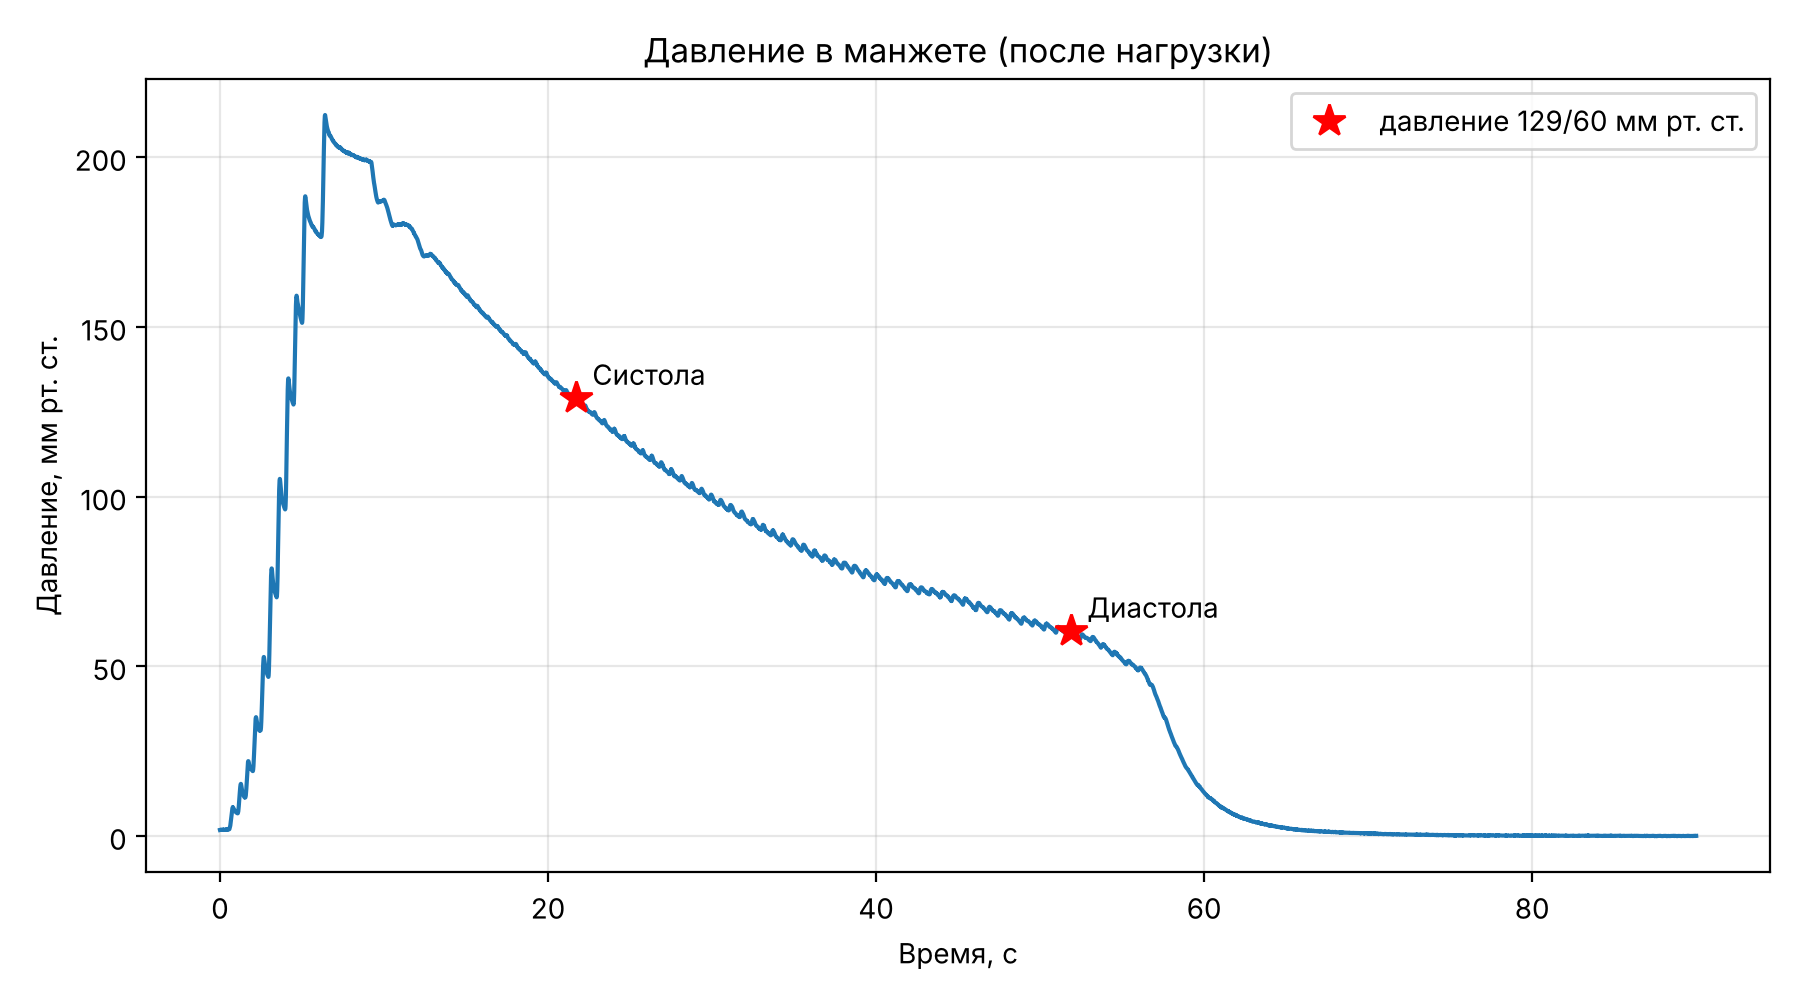 Давление в манжете (после нагрузки)
давление 129/60 мм рт. ст.
Систола
Диастола
Давление, мм рт. ст.
200
150
100
50
0
0 20 40 60 80
Время, с